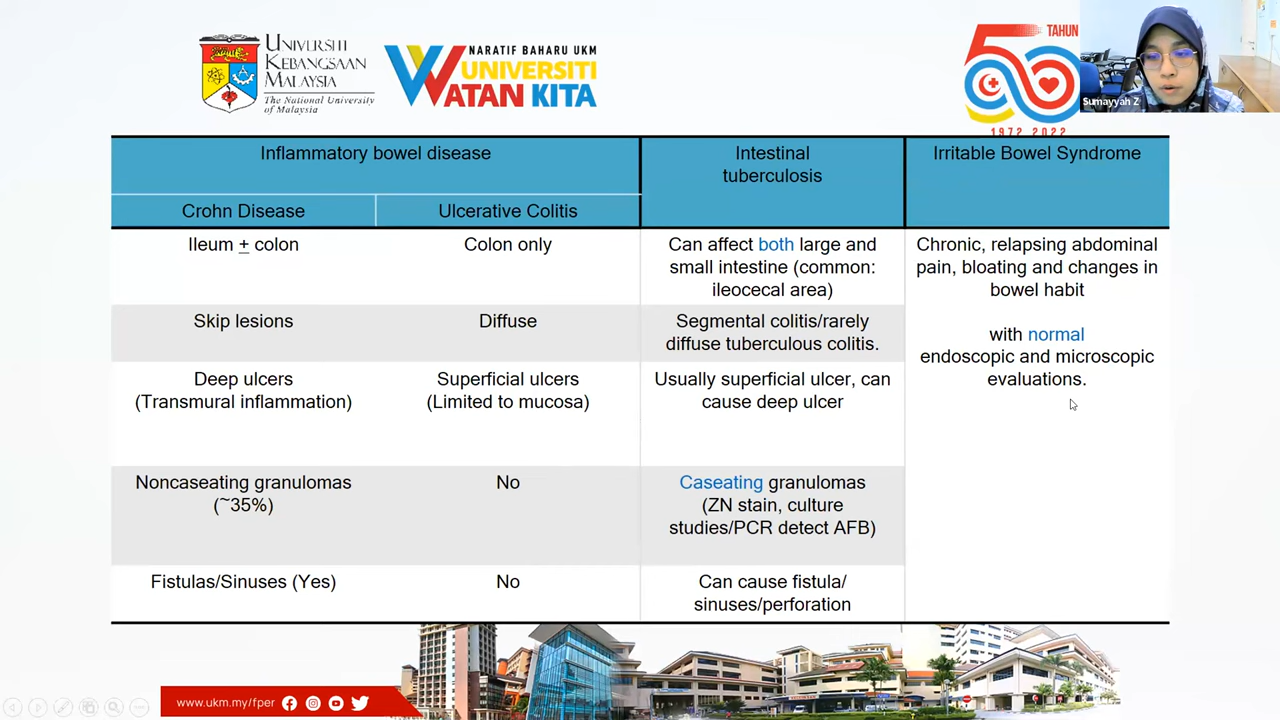 UNIVERSITI
KEBANGSAAN
MALAYSIA
The National University
of Malaysia
NARATIF BAHARU UKM
UNIVERSITI
WATAN KITA
50 TAHUN
1972 2022
Sumayyah Z
Inflammatory bowel disease
Crohn Disease
Ulcerative Colitis
Intestinal
tuberculosis
Irritable Bowel Syndrome
Ileum ± colon
Colon only
Can affect both large and
small intestine (common:
ileocecal area)
Chronic, relapsing abdominal
pain, bloating and changes in
bowel habit
with normal
endoscopic and microscopic
evaluations.
Skip lesions
Diffuse
Segmental colitis/rarely
diffuse tuberculous colitis.
Deep ulcers
(Transmural inflammation)
Superficial ulcers
(Limited to mucosa)
Usually superficial ulcer, can
cause deep ulcer
Noncaseating granulomas
(~35%)
No
Caseating granulomas
(ZN stain, culture
studies/PCR detect AFB)
Fistulas/Sinuses (Yes)
No
Can cause fistula/
sinuses/perforation
www.ukm.my/fper